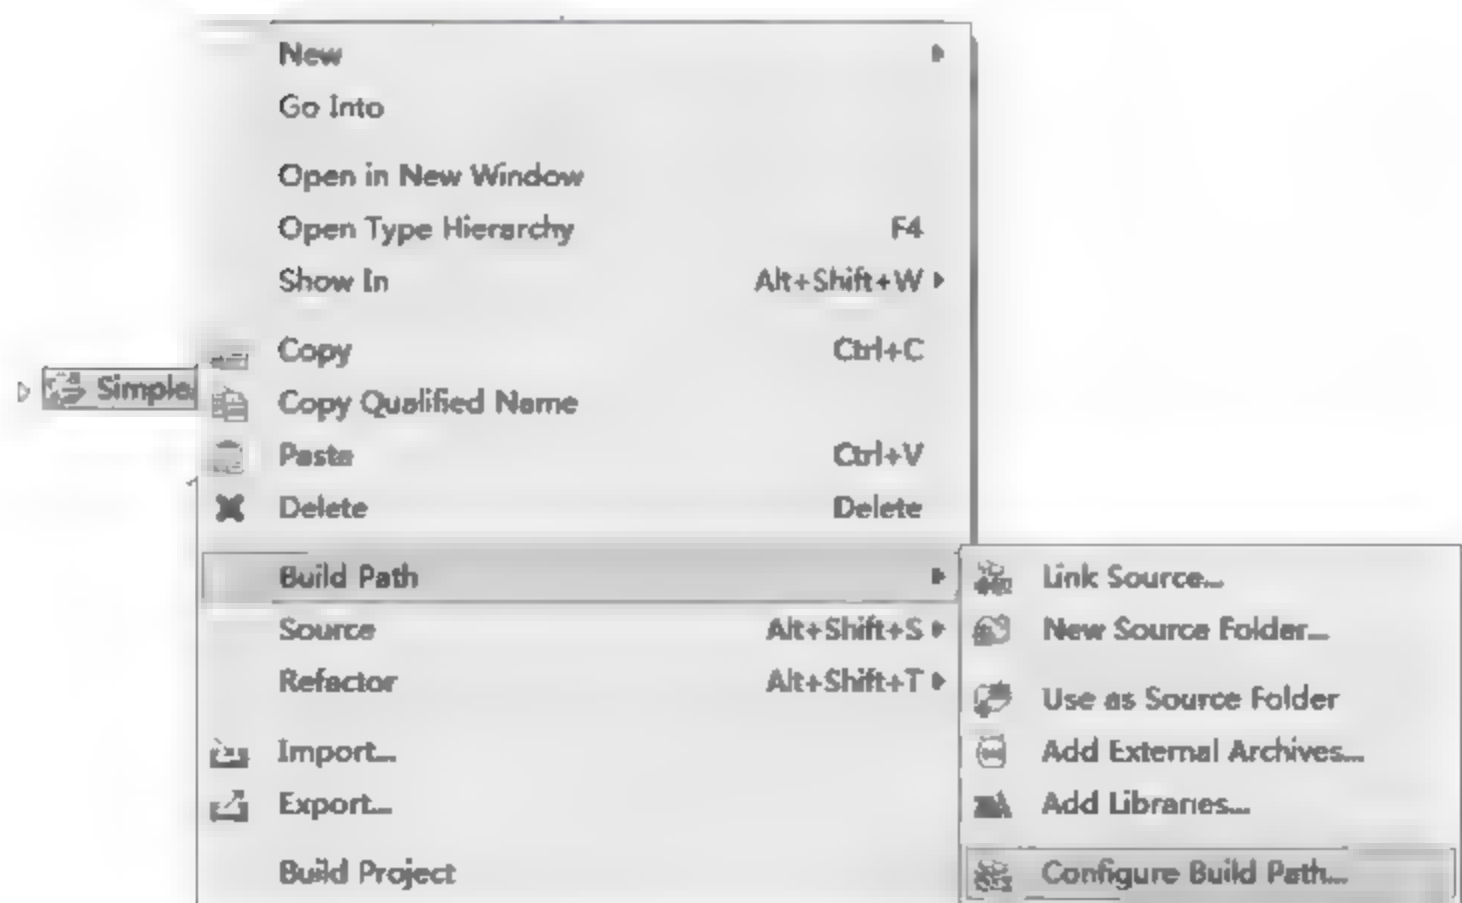 New
Go Into
Open in New Window
Open Type Hierarchy F4
Show In Alt+Shift+W
Copy Ctrl+C
Simple
Copy Qualified Name
Paste Ctrl+V
Delete Delete
Build Path
Source Alt+Shift+S
Refactor Alt+Shift+T
Import...
Export...
Build Project
Link Source...
New Source Folder...
Use as Source Folder
Add External Archives...
Add Libraries...
Configure Build Path...